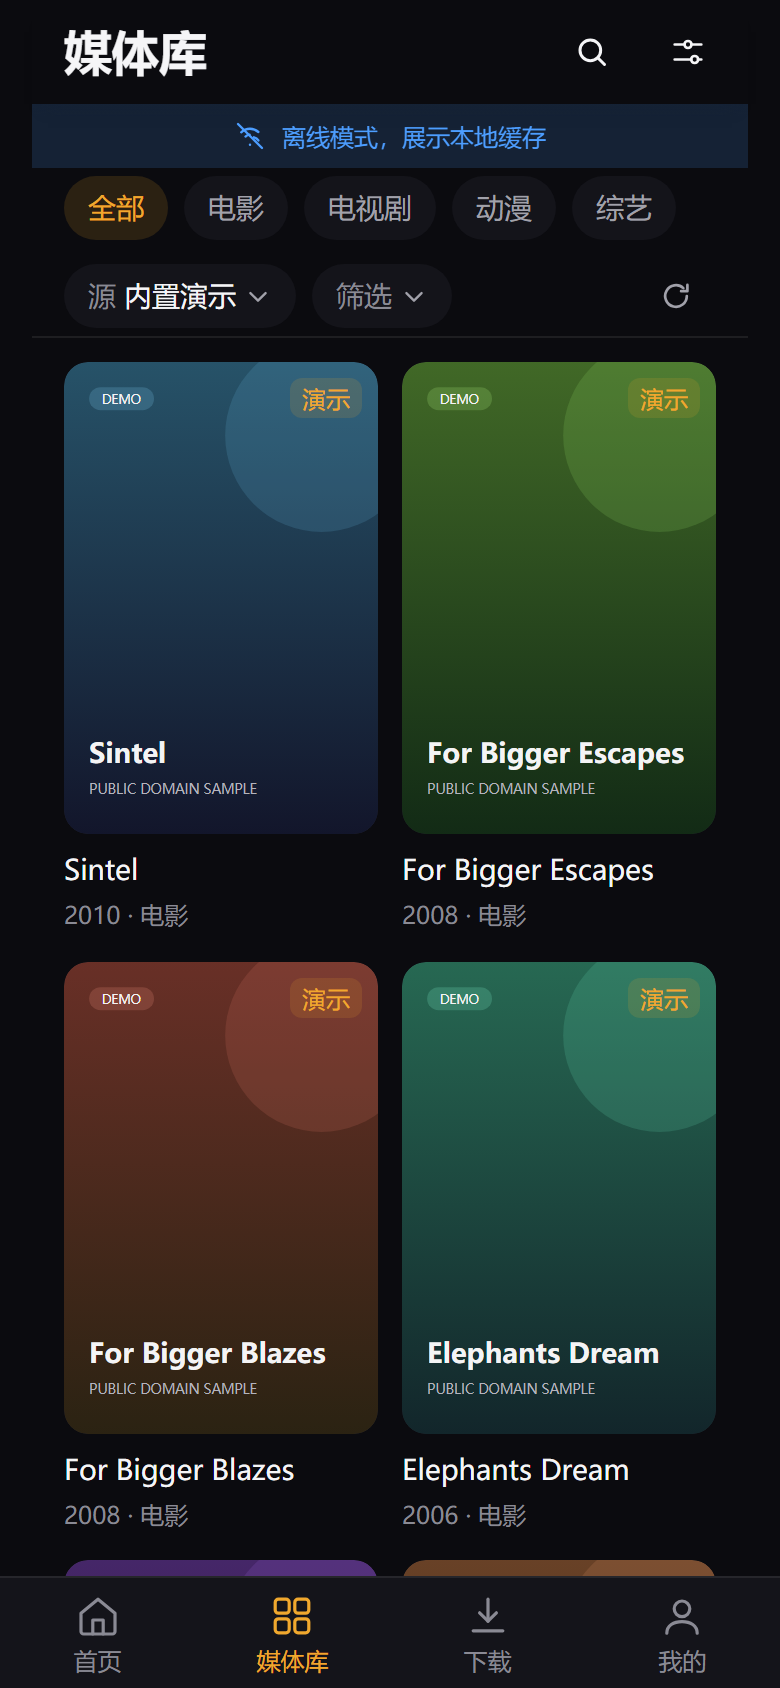 媒体库
离线模式，展示本地缓存
全部 电影 电视剧 动漫 综艺
源 内置演示 筛选
DEMO 演示 DEMO 演示
Sintel For Bigger Escapes
PUBLIC DOMAIN SAMPLE PUBLIC DOMAIN SAMPLE
Sintel For Bigger Escapes
2010 · 电影 2008 · 电影
DEMO 演示 DEMO 演示
For Bigger Blazes Elephants Dream
PUBLIC DOMAIN SAMPLE PUBLIC DOMAIN SAMPLE
For Bigger Blazes Elephants Dream
2008 · 电影 2006 · 电影
首页 媒体库 下载 我的